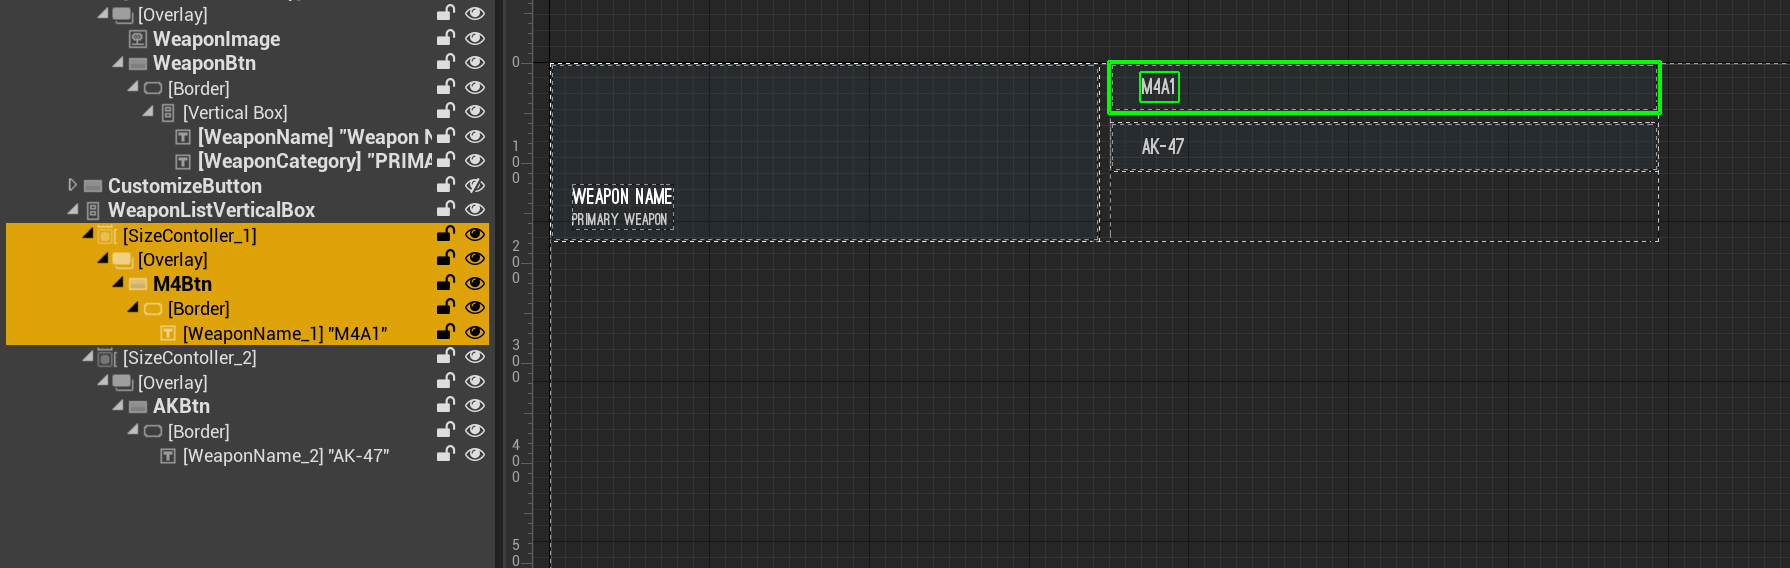 [Overlay]
WeaponImage
WeaponBtn
[Border]
[Vertical Box]
[WeaponName] "Weapon N
[WeaponCategory] "PRIMA
CustomizeButton
WeaponListVerticalBox
[SizeContoller_1]
[Overlay]
M4Btn
[Border]
[WeaponName_1] "M4A1"
[SizeContoller_2]
[Overlay]
AKBtn
[Border]
[WeaponName_2] "AK-47"
0
100
200
300
400
50
WEAPON NAME
PRIMARY WEAPON
M4A1
AK-47